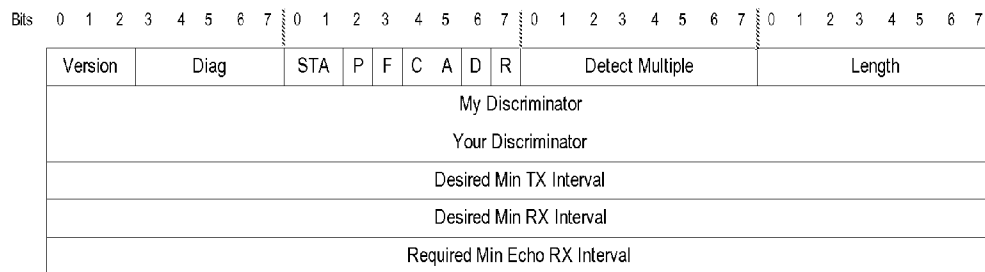 Bits 0 1 2 3 4 5 6 7 0 1 2 3 4 5 6 7 0 1 2 3 4 5 6 7 0 1 2 3 4 5 6 7
Version Diag STA P F C A D R Detect Multiple Length
My Discriminator
Your Discriminator
Desired Min TX Interval
Desired Min RX Interval
Required Min Echo RX Interval